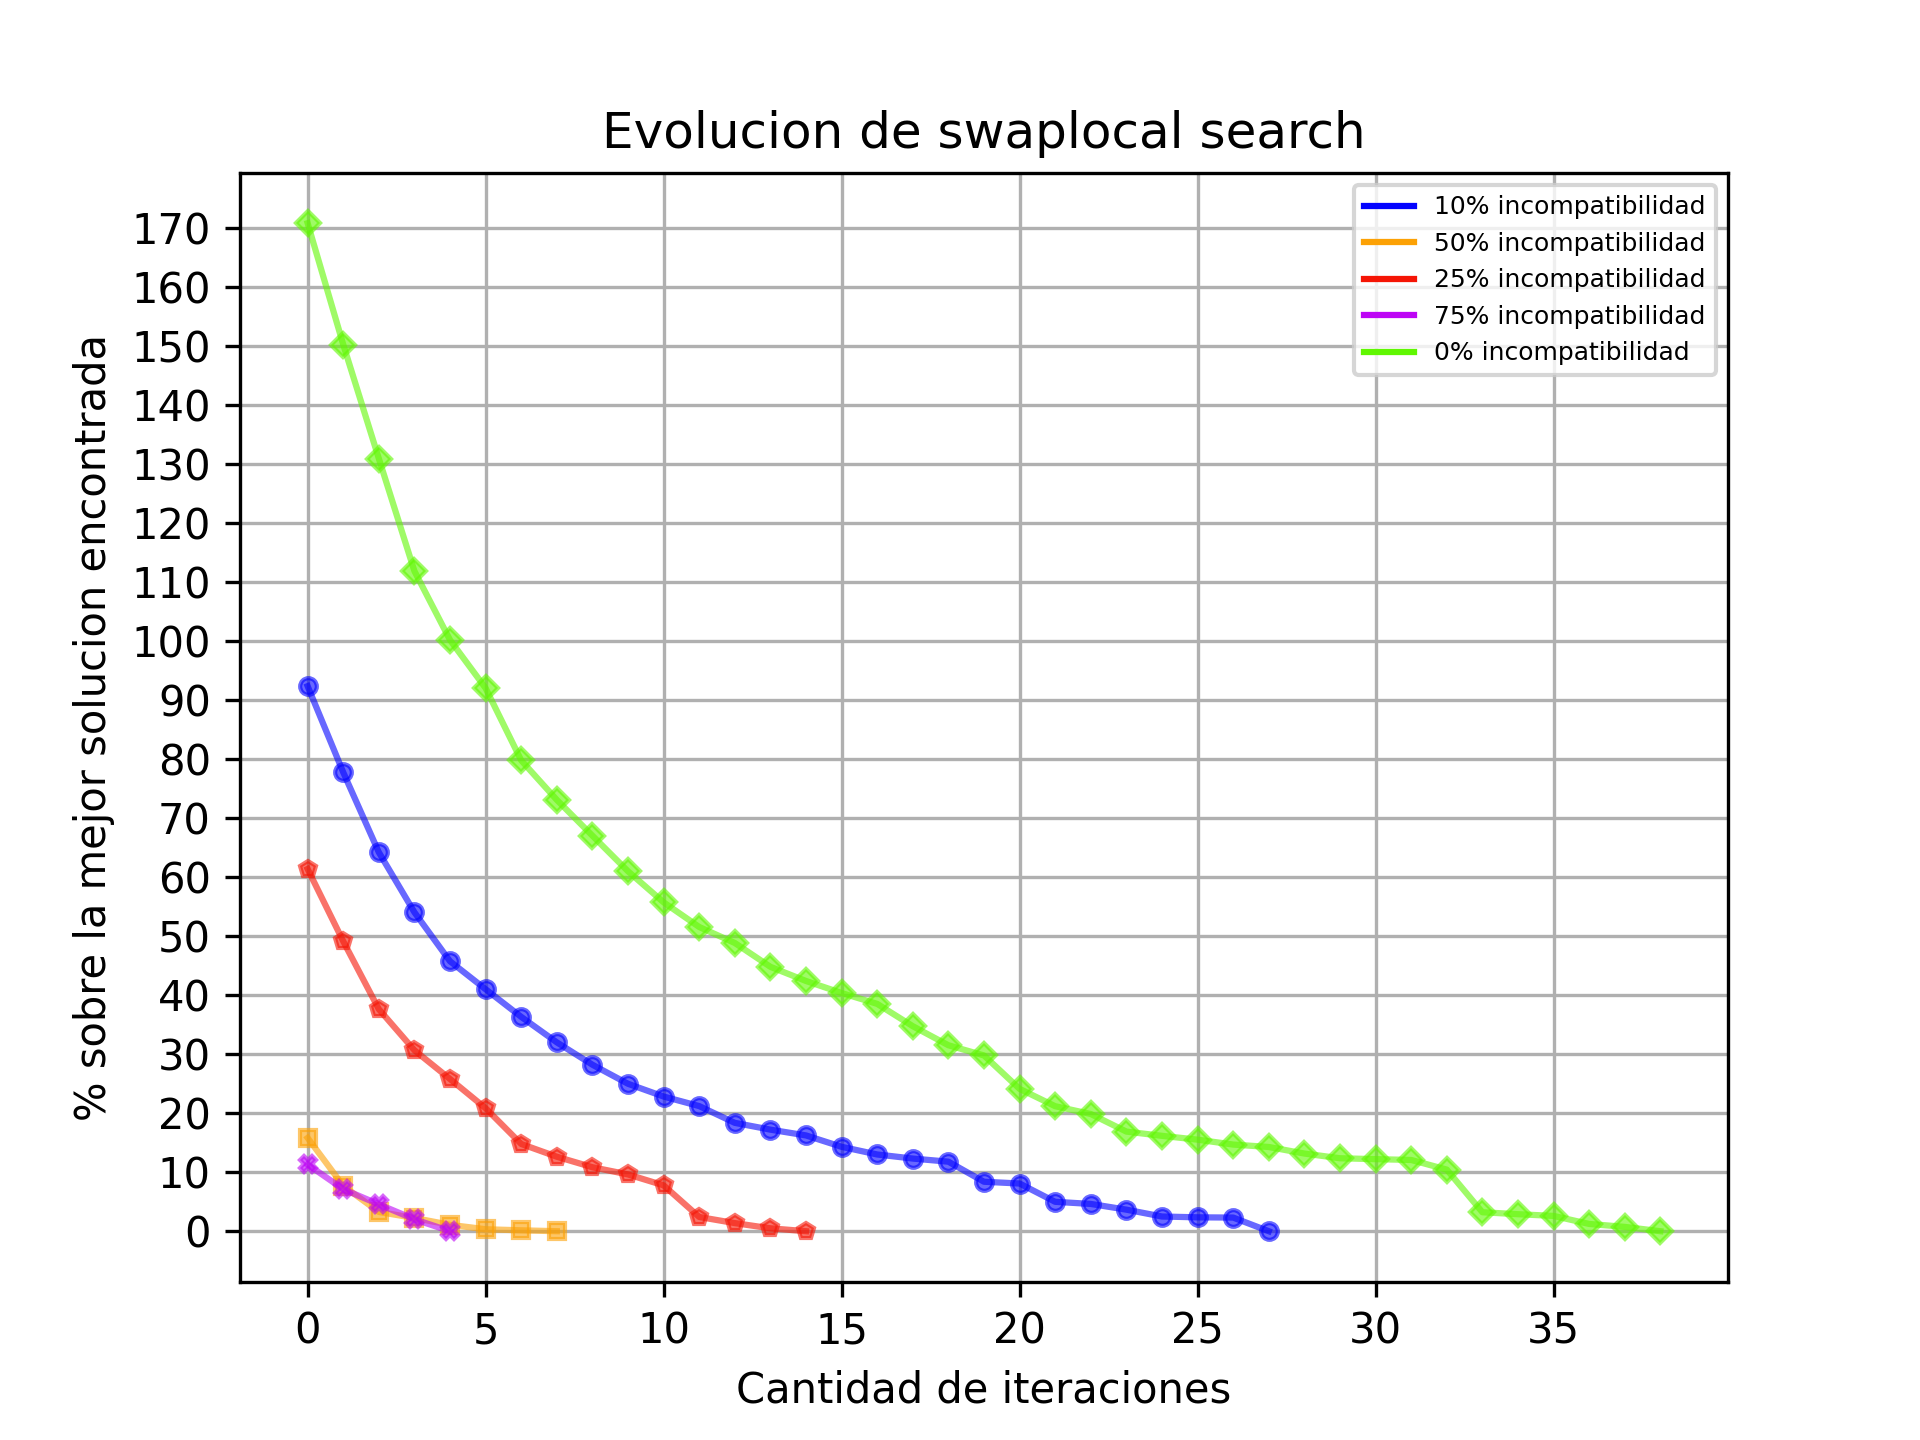 Evolucion de swaplocal search
10% incompatibilidad
50% incompatibilidad
25% incompatibilidad
75% incompatibilidad
0% incompatibilidad
% sobre la mejor solucion encontrada
170
160
150
140
130
120
110
100
90
80
70
60
50
40
30
20
10
0
0 5 10 15 20 25 30 35
Cantidad de iteraciones